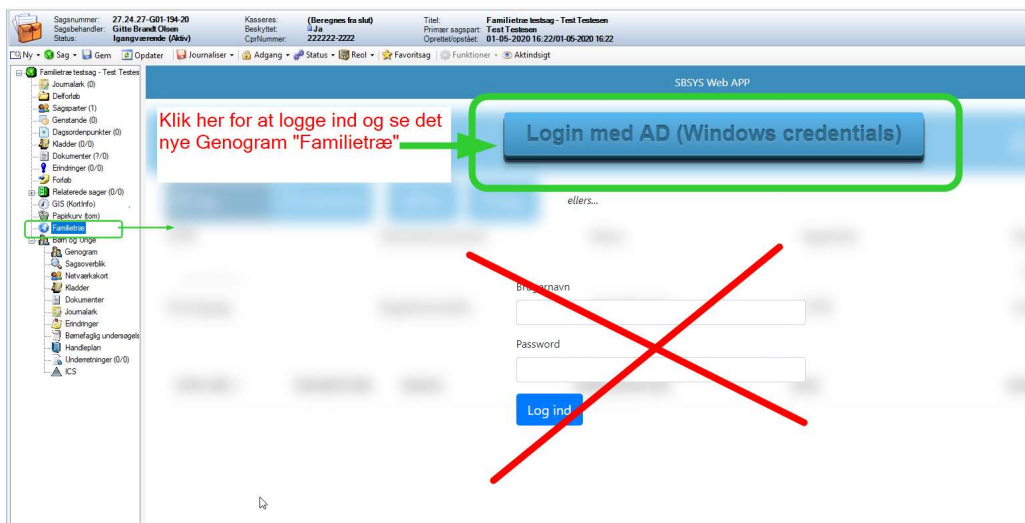 Sagsnummer: 27.24.27-G01-194-20 Kasseres: (Beregnes fra slut) Titel: Familietræ testsag - Test Testesen
Sagsbehandler: Gitte Brandt Olsen Beskyttet: Ja Primær sagspart: Test Testesen
Status: Igangværende (Aktiv) CprNummer: 222222-2222 Oprettet/opstået: 01-05-2020 16:22/01-05-2020 16:22
Ny Sag Gem Opdater Journaliser Adgang Status Reol Favoritsag Funktioner Aktindsigt
Familietræ testsag - Test Testes
Journalark (0)
Delforløb
Sagsparter (1)
Genstande (0)
Dagsordenpunkter (0)
Kladder (0/0)
Dokumenter (?/0)
Erindringer (0/0)
Forløb
Relaterede sager (0/0)
GIS (KortInfo)
Papirkurv (tom)
Familietræ
Børn og Unge
Genogram
Sagsoverblik
Netværkskort
Kladder
Dokumenter
Journalark
Erindringer
Børnefaglig undersøgels
Handleplan
Underretninger (0/0)
ICS
SBSYS Web APP
Klik her for at logge ind og se det
nye Genogram "Familietræ"
Login med AD (Windows credentials)
ellers...
Brugernavn
Password
Log ind